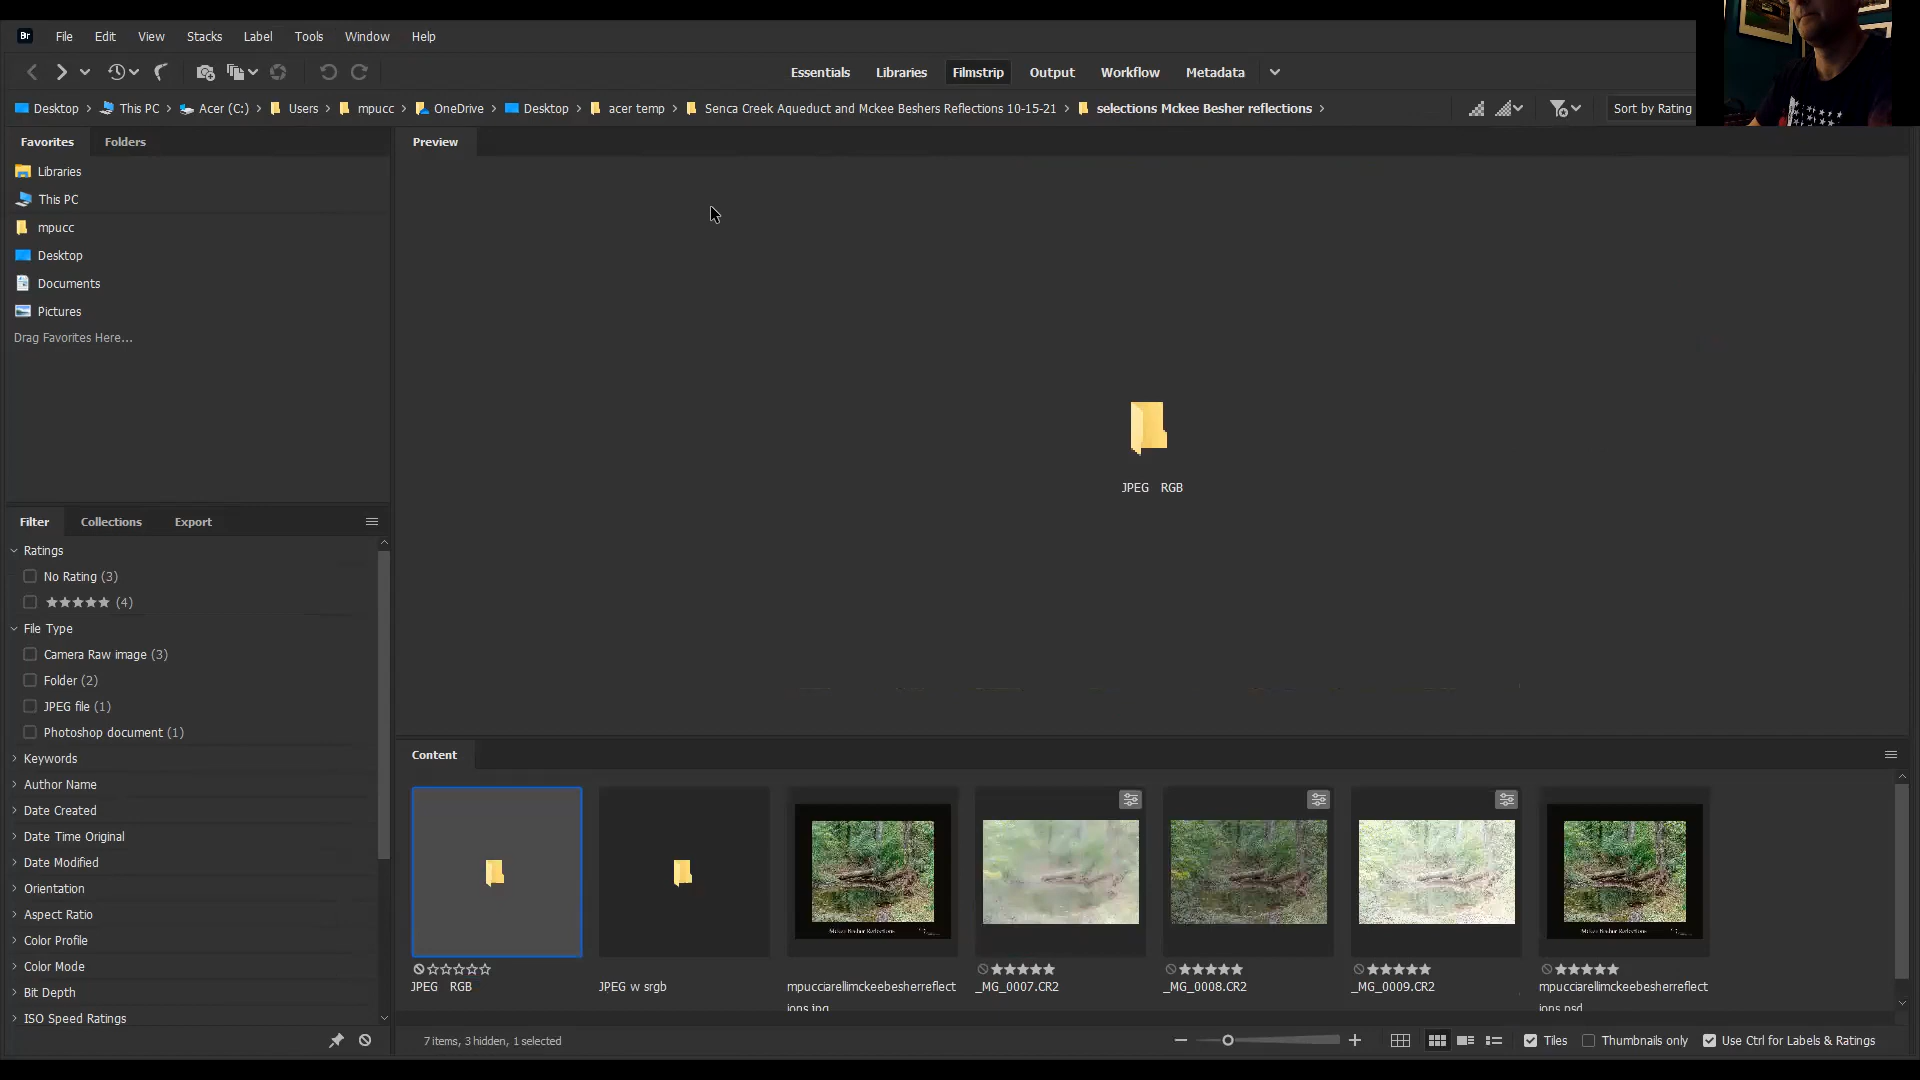 Br File Edit View Stacks Label Tools Window Help
Essentials Libraries Filmstrip Output Workflow Metadata
Desktop This PC Acer (C:) Users mpucc OneDrive Desktop acer temp Senca Creek Aqueduct and Mckee Beshers Reflections 10-15-21 selections Mckee Besher reflections Sort by Rating
Favorites Folders
Libraries
This PC
mpucc
Desktop
Documents
Pictures
Drag Favorites Here...
Preview
JPEG RGB
Filter Collections Export
Ratings
No Rating (3)
★★★★★ (4)
File Type
Camera Raw image (3)
Folder (2)
JPEG file (1)
Photoshop document (1)
Keywords
Author Name
Date Created
Date Time Original
Date Modified
Orientation
Aspect Ratio
Color Profile
Color Mode
Bit Depth
ISO Speed Ratings
Content
Mckee Besher Reflections
Mckee Besher Reflections
JPEG RGB
JPEG w srgb
mpucciarellimckeebesherreflect
ions.jpg
_MG_0007.CR2
_MG_0008.CR2
_MG_0009.CR2
mpucciarellimckeebesherreflect
ions.psd
7 items, 3 hidden, 1 selected
Tiles Thumbnails only Use Ctrl for Labels & Ratings